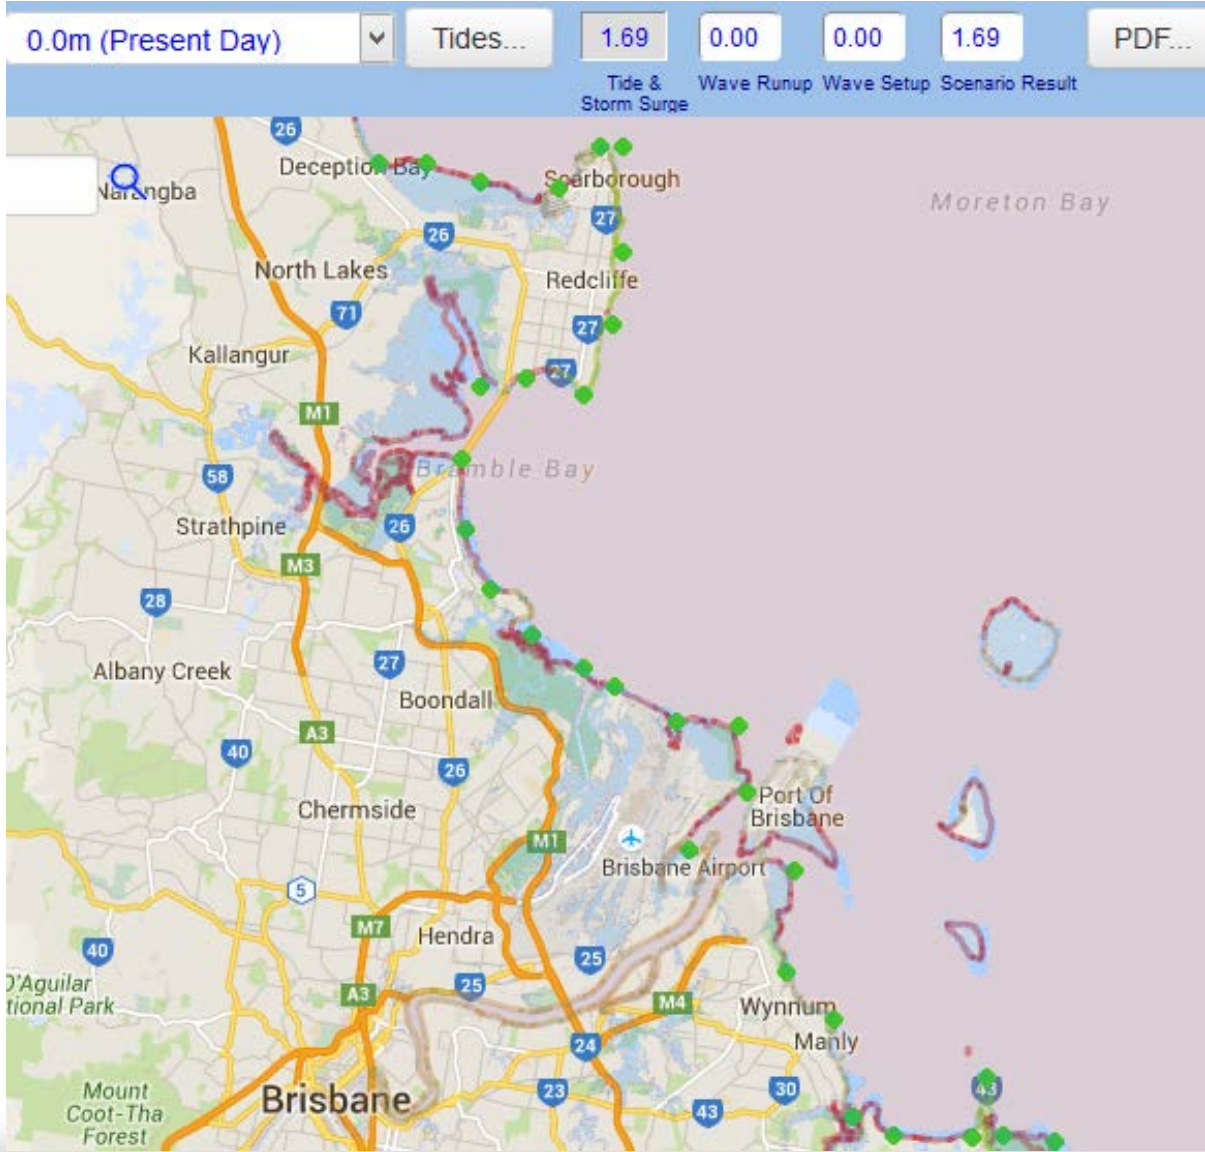 0.0m (Present Day)
Tides...
1.69
0.00
0.00
1.69
PDF...
Tide &
Storm Surge
Wave Runup
Wave Setup
Scenario Result
26
Deception Bay
Scarborough
Narangba
Moreton Bay
27
26
North Lakes
Redcliffe
71
27
Kallangur
27
M1
Bramble Bay
58
Strathpine
26
M3
28
Albany Creek
27
Boondall
A3
40
26
Chermside
Port Of
Brisbane
M1
Brisbane Airport
5
M7
Hendra
40
25
D'Aguilar
tional Park
25
A3
M4
Wynnum
Manly
24
Mount
Coot-Tha
Forest
Brisbane
23
43
30
43